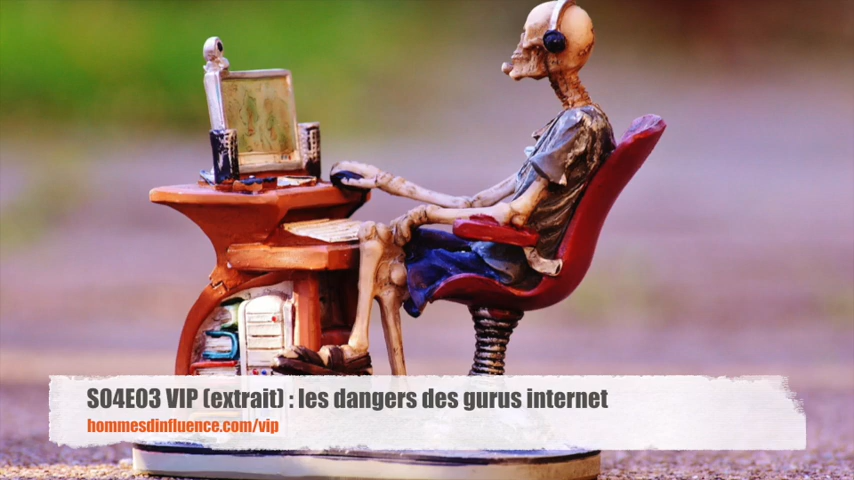 S04E03 VIP (extrait) : les dangers des gurus internet
hommesdinfluence.com/vip